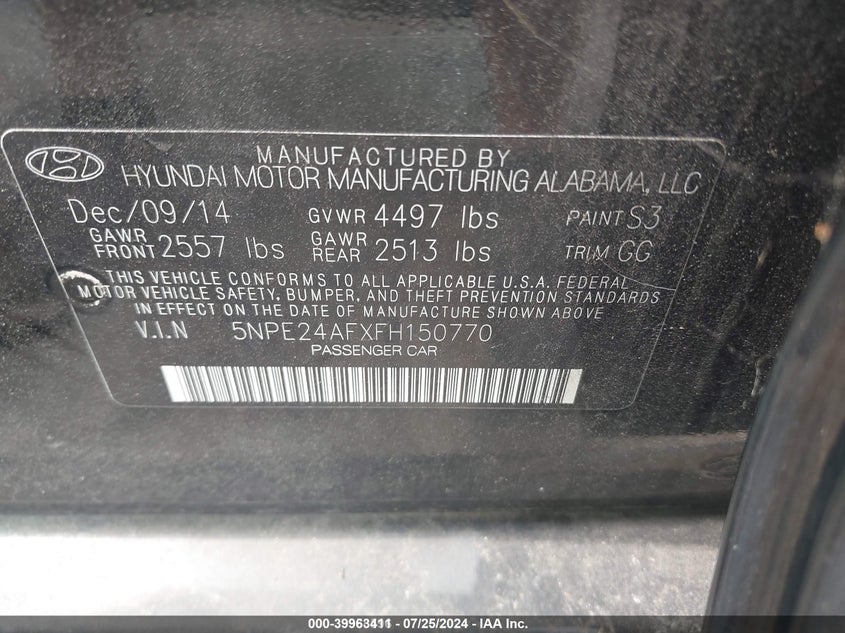 MANUFACTURED BY
HYUNDAI MOTOR MANUFACTURING ALABAMA, LLC
Dec/09/14 GVWR 4497 lbs PAINT S3
GAWR FRONT 2557 lbs GAWR REAR 2513 lbs TRIM GG
THIS VEHICLE CONFORMS TO ALL APPLICABLE U.S.A. FEDERAL
MOTOR VEHICLE SAFETY, BUMPER, AND THEFT PREVENTION STANDARDS
IN EFFECT ON THE DATE OF MANUFACTURE SHOWN ABOVE
V.I.N 5NPE24AFXFH150770
PASSENGER CAR
000-39963411 - 07/25/2024 - IAA Inc.